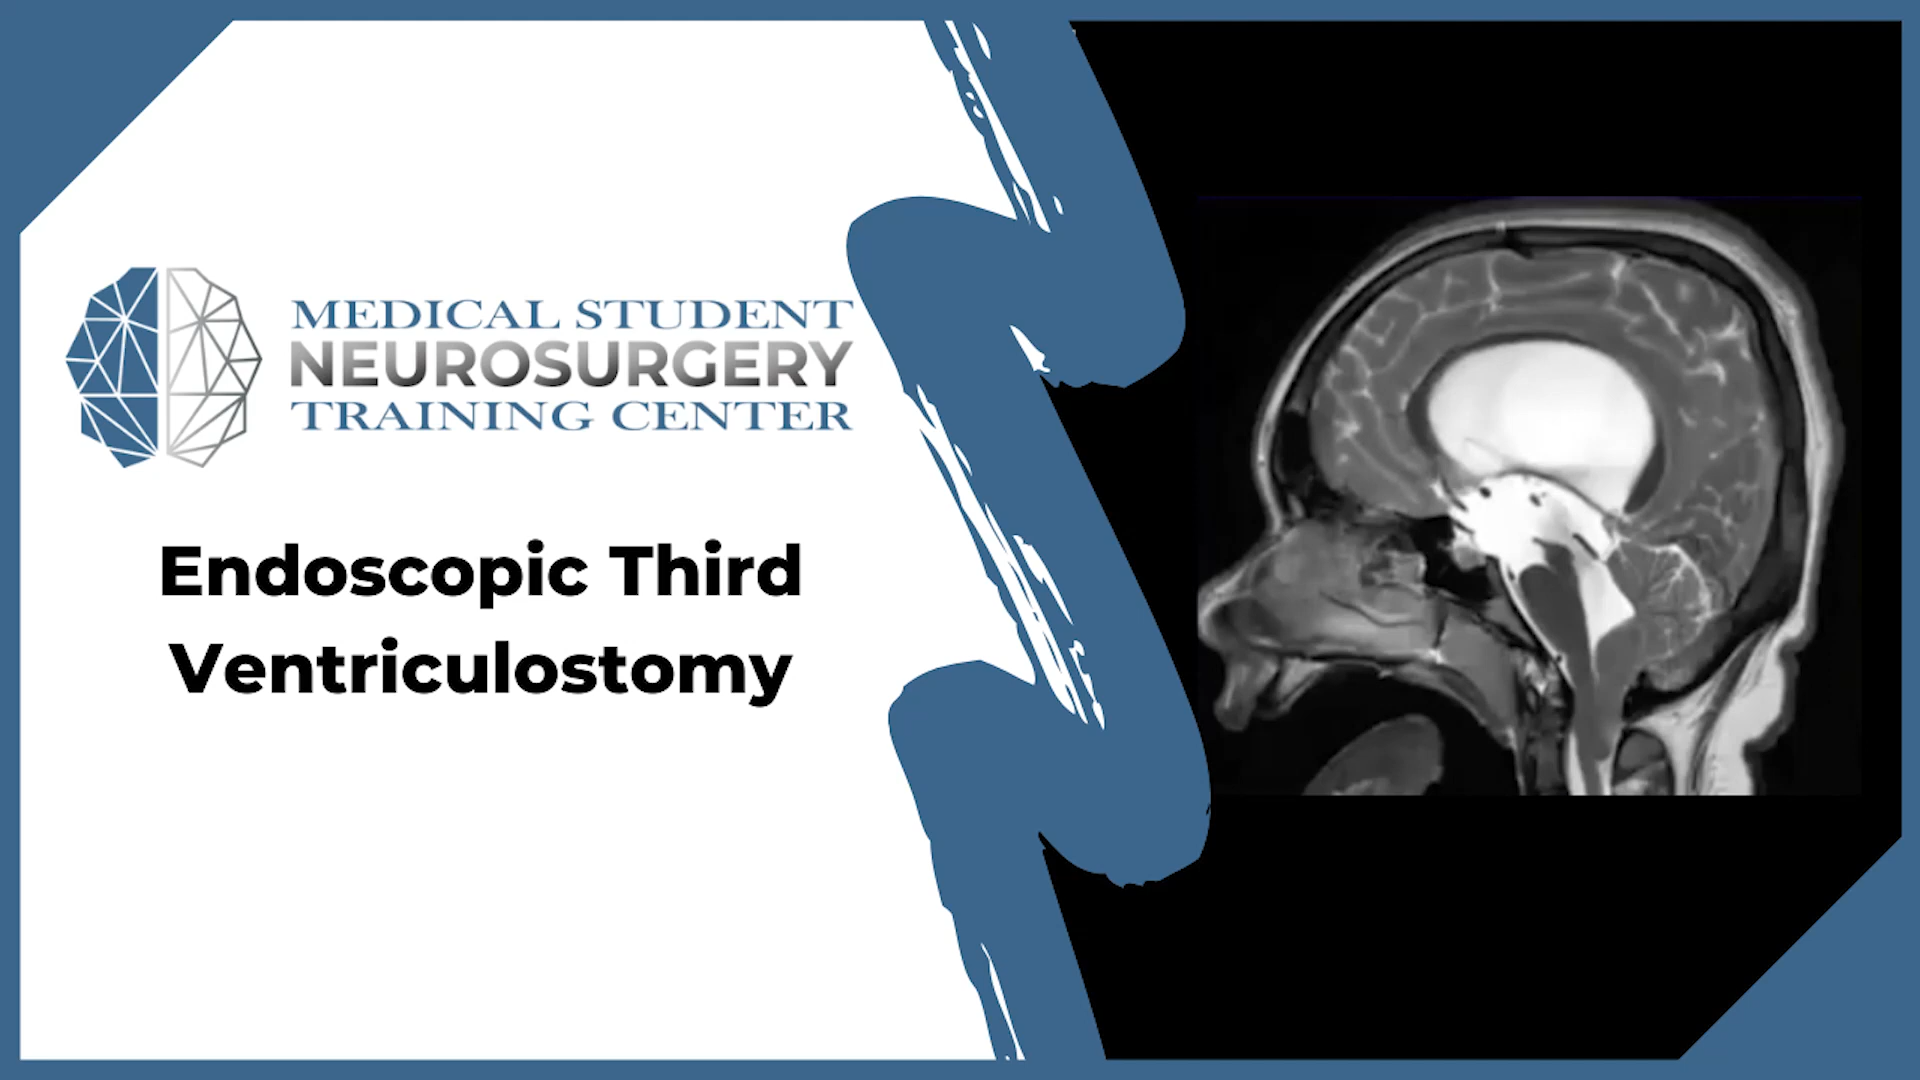 MEDICAL STUDENT
NEUROSURGERY
TRAINING CENTER
Endoscopic Third
Ventriculostomy